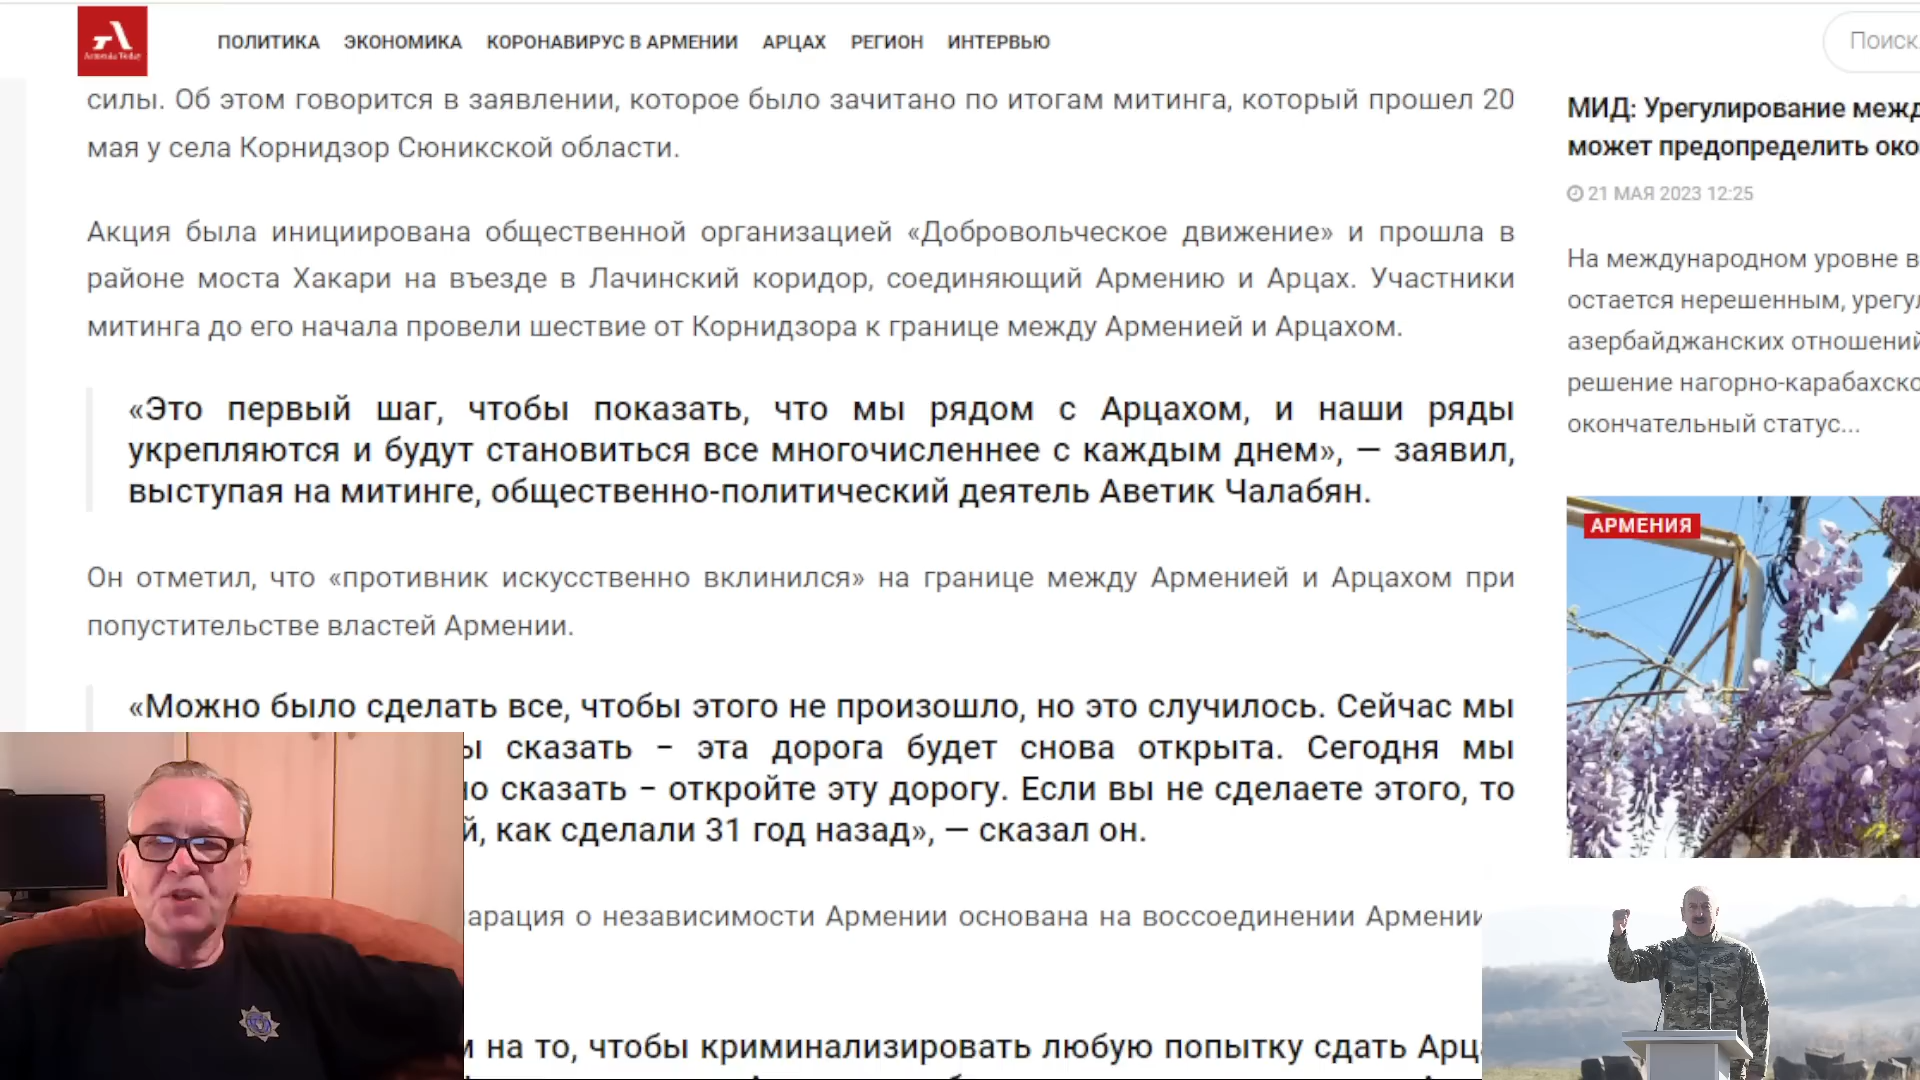 Armenia Today
ПОЛИТИКА ЭКОНОМИКА КОРОНАВИРУС В АРМЕНИИ АРЦАХ РЕГИОН ИНТЕРВЬЮ
Поиск
силы. Об этом говорится в заявлении, которое было зачитано по итогам митинга, который прошел 20
мая у села Корнидзор Сюникской области.
Акция была инициирована общественной организацией «Добровольческое движение» и прошла в
районе моста Хакари на въезде в Лачинский коридор, соединяющий Армению и Арцах. Участники
митинга до его начала провели шествие от Корнидзора к границе между Арменией и Арцахом.
«Это первый шаг, чтобы показать, что мы рядом с Арцахом, и наши ряды
укрепляются и будут становиться все многочисленнее с каждым днем», — заявил,
выступая на митинге, общественно-политический деятель Аветик Чалабян.
Он отметил, что «противник искусственно вклинился» на границе между Арменией и Арцахом при
попустительстве властей Армении.
«Можно было сделать все, чтобы этого не произошло, но это случилось. Сейчас мы
ы сказать – эта дорога будет снова открыта. Сегодня мы
о сказать – откройте эту дорогу. Если вы не сделаете этого, то
й, как сделали 31 год назад», — сказал он.
арация о независимости Армении основана на воссоединении Армении
на то, чтобы криминализировать любую попытку сдать Арц
МИД: Урегулирование межд
может предопределить око
21 МАЯ 2023 12:25
На международном уровне в
остается нерешенным, урегул
азербайджанских отношений
решение нагорно-карабахско
окончательный статус...
АРМЕНИЯ